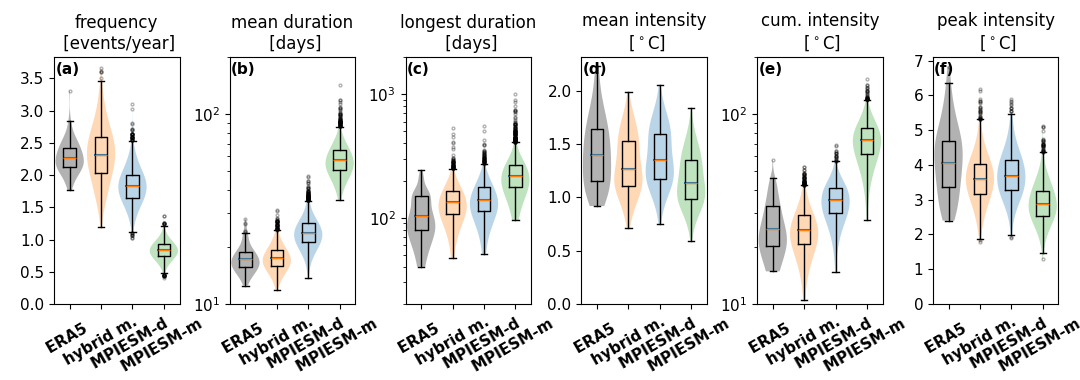 frequency
[events/year]
mean duration
[days]
longest duration
[days]
mean intensity
[°C]
cum. intensity
[°C]
peak intensity
[°C]
(a)
3.5
3.0
2.5
2.0
1.5
1.0
0.5
0.0
ERA5
hybrid m.
MPIESM-d
MPIESM-m
(b)
10²
10¹
ERA5
hybrid m.
MPIESM-d
MPIESM-m
(c)
10³
10²
ERA5
hybrid m.
MPIESM-d
MPIESM-m
(d)
2.0
1.5
1.0
0.5
0.0
ERA5
hybrid m.
MPIESM-d
MPIESM-m
(e)
10²
10¹
ERA5
hybrid m.
MPIESM-d
MPIESM-m
(f)
7
6
5
4
3
2
1
0
ERA5
hybrid m.
MPIESM-d
MPIESM-m